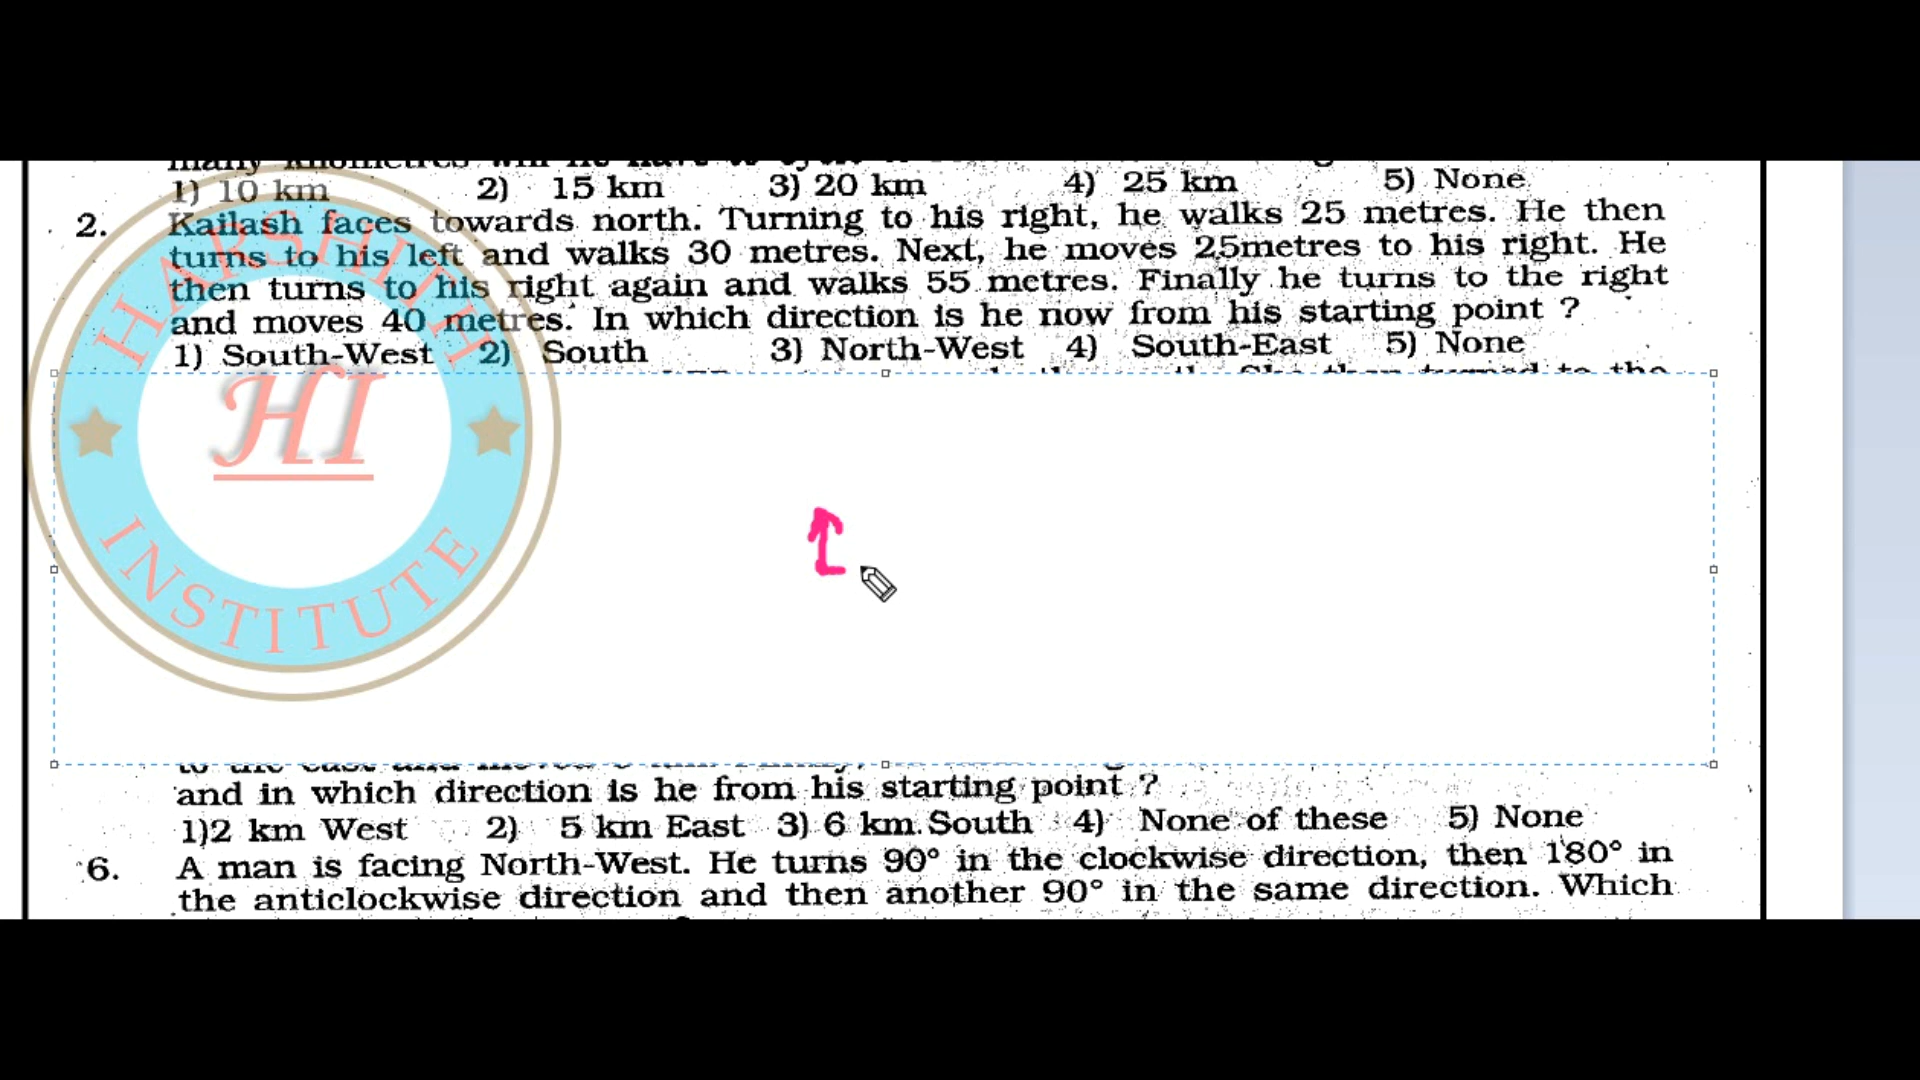 1) 10 km 2) 15 km 3) 20 km 4) 25 km 5) None
2. Kailash faces towards north. Turning to his right, he walks 25 metres. He then
turns to his left and walks 30 metres. Next, he moves 25metres to his right. He
then turns to his right again and walks 55 metres. Finally he turns to the right
and moves 40 metres. In which direction is he now from his starting point ?
1) South-West 2) South 3) North-West 4) South-East 5) None
HARSHITH
HI
INSTITUTE
and in which direction is he from his starting point ?
1)2 km West 2) 5 km East 3) 6 km South 4) None of these 5) None
6. A man is facing North-West. He turns 90° in the clockwise direction, then 180° in
the anticlockwise direction and then another 90° in the same direction. Which